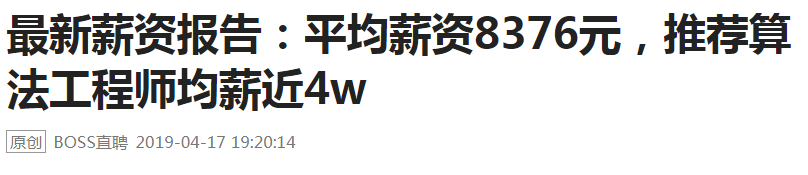 最新薪资报告：平均薪资8376元，推荐算
法工程师均薪近4w
原创 BOSS直聘 2019-04-17 19:20:14